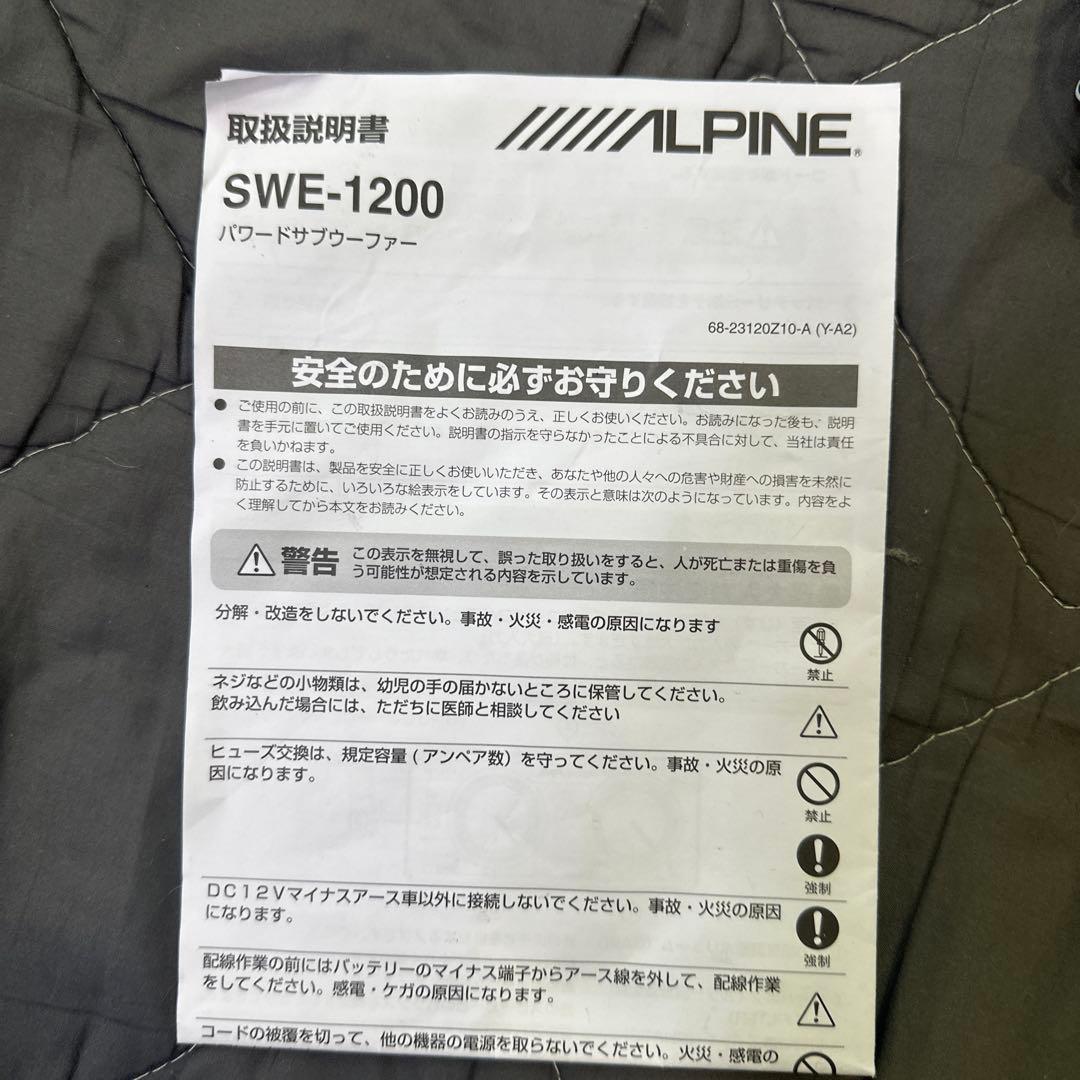 取扱説明書
ALPINE®
SWE-1200
パワードサブウーファー
68-23120Z10-A (Y-A2)
安全のために必ずお守りください
● ご使用の前に、この取扱説明書をよくお読みのうえ、正しくお使いください。お読みになった後も、説明
書を手元に置いてご使用ください。説明書の指示を守らなかったことによる不具合に対して、当社は責任
を負いかねます。
● この説明書は、製品を安全に正しくお使いいただき、あなたや他の人々への危害や財産への損害を未然に
防止するために、いろいろな絵表示をしています。その表示と意味は次のようになっています。内容をよ
く理解してから本文をお読みください。
警告
この表示を無視して、誤った取り扱いをすると、人が死亡または重傷を負
う可能性が想定される内容を示しています。
分解・改造をしないでください。事故・火災・感電の原因になります
禁止
ネジなどの小物類は、幼児の手の届かないところに保管してください。
飲み込んだ場合には、ただちに医師と相談してください
ヒューズ交換は、規定容量(アンペア数)を守ってください。事故・火災の原
因になります。
禁止
強制
DC12Vマイナスアース車以外に接続しないでください。事故・火災の原因
になります。
強制
配線作業の前にはバッテリーのマイナス端子からアース線を外して、配線作業
をしてください。感電・ケガの原因になります。
コードの被覆を切って、他の機器の電源を取らないでください。火災・感電の